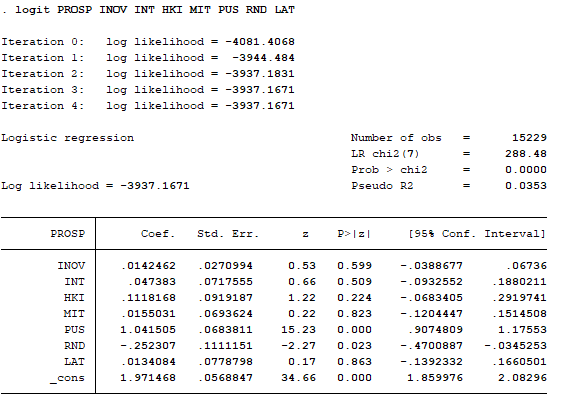 . logit PROSP INOV INT HKI MIT PUS RND LAT
Iteration 0: log likelihood = -4081.4068
Iteration 1: log likelihood = -3944.484
Iteration 2: log likelihood = -3937.1831
Iteration 3: log likelihood = -3937.1671
Iteration 4: log likelihood = -3937.1671
Logistic regression Number of obs = 15229
LR chi2(7) = 288.48
Prob > chi2 = 0.0000
Log likelihood = -3937.1671 Pseudo R2 = 0.0353
PROSP Coef. Std. Err. z P>|z| [95% Conf. Interval]
INOV .0142462 .0270994 0.53 0.599 -.0388677 .06736
INT .047383 .0717555 0.66 0.509 -.0932552 .1880211
HKI .1118168 .0919187 1.22 0.224 -.0683405 .2919741
MIT .0155031 .0693624 0.22 0.823 -.1204447 .1514508
PUS 1.041505 .0683811 15.23 0.000 .9074809 1.17553
RND -.252307 .1111151 -2.27 0.023 -.4700887 -.0345253
LAT .0134084 .0778798 0.17 0.863 -.1392332 .1660501
_cons 1.971468 .0568847 34.66 0.000 1.859976 2.08296